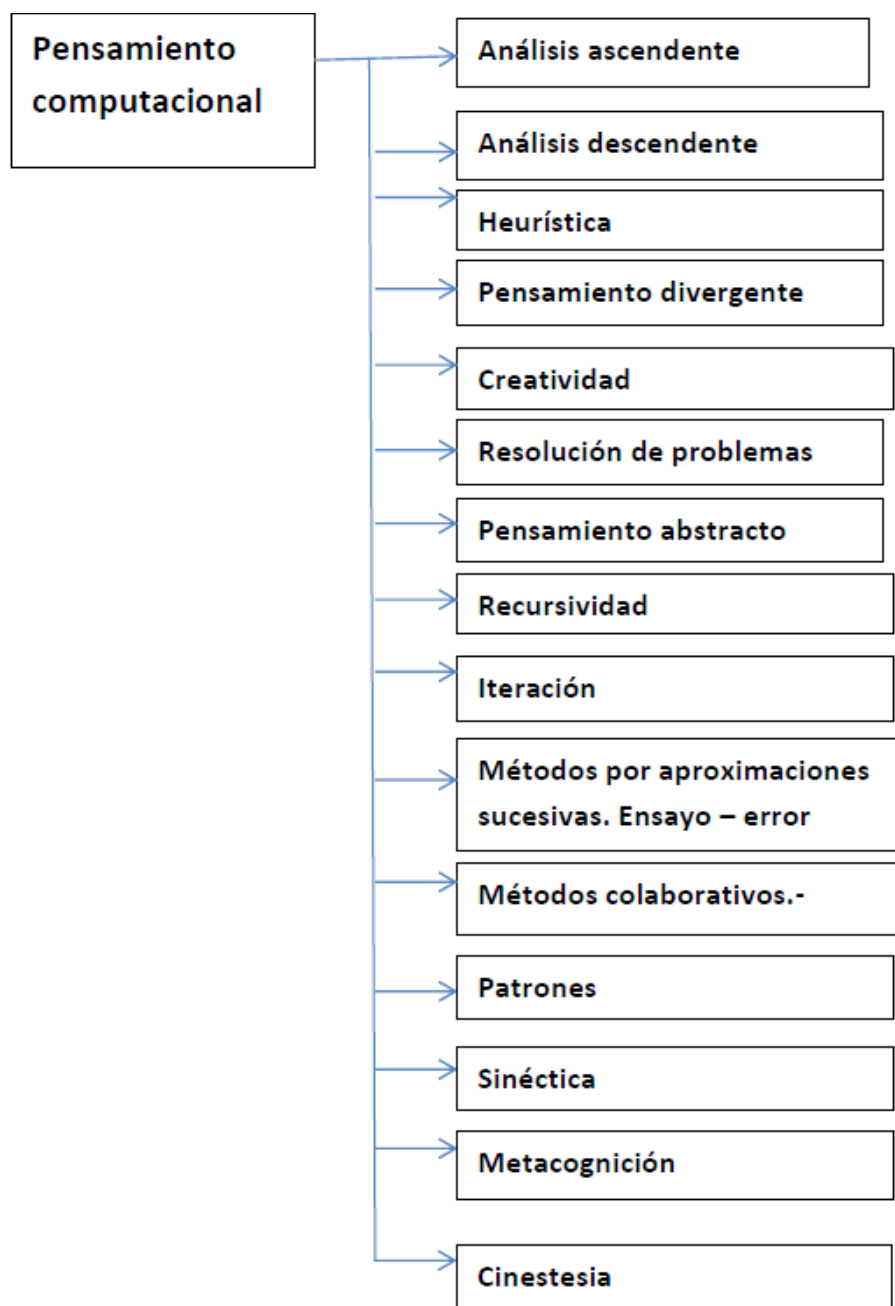 Pensamiento
computacional
Análisis ascendente
Análisis descendente
Heurística
Pensamiento divergente
Creatividad
Resolución de problemas
Pensamiento abstracto
Recursividad
Iteración
Métodos por aproximaciones
sucesivas. Ensayo – error
Métodos colaborativos.-
Patrones
Sinéctica
Metacognición
Cinestesia